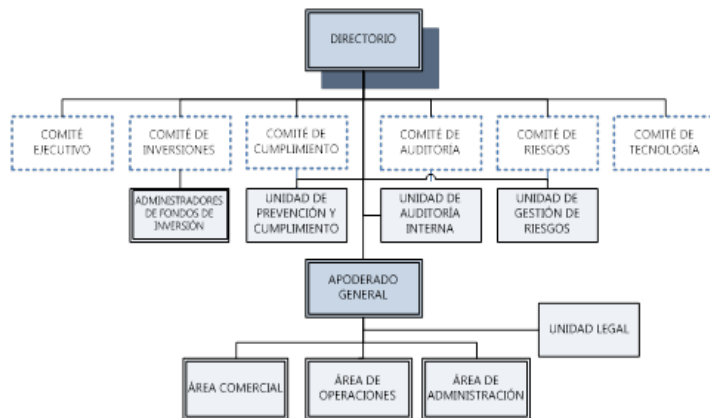 DIRECTORIO
COMITÉ
EJECUTIVO
COMITÉ DE
INVERSIONES
COMITÉ DE
CUMPLIMIENTO
COMITÉ DE
AUDITORÍA
COMITÉ DE
RIESGOS
COMITÉ DE
TECNOLOGÍA
ADMINISTRADORES
DE FONDOS DE
INVERSIÓN
UNIDAD DE
PREVENCIÓN Y
CUMPLIMIENTO
UNIDAD DE
AUDITORÍA
INTERNA
UNIDAD DE
GESTIÓN DE
RIESGOS
APODERADO
GENERAL
UNIDAD LEGAL
ÁREA COMERCIAL
ÁREA DE
OPERACIONES
ÁREA DE
ADMINISTRACIÓN